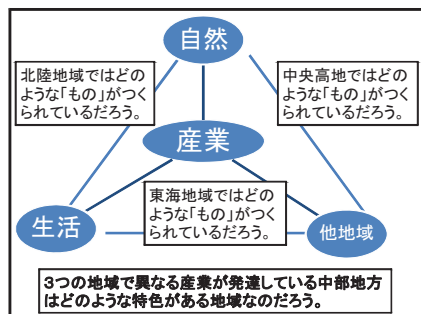 自然
北陸地域ではどの
ような「もの」がつく
られているだろう。
中央高地ではどの
ような「もの」がつく
られているだろう。
産業
東海地域ではどの
ような「もの」がつく
られているだろう。
生活
他地域
3つの地域で異なる産業が発達している中部地方
はどのような特色がある地域なのだろう。